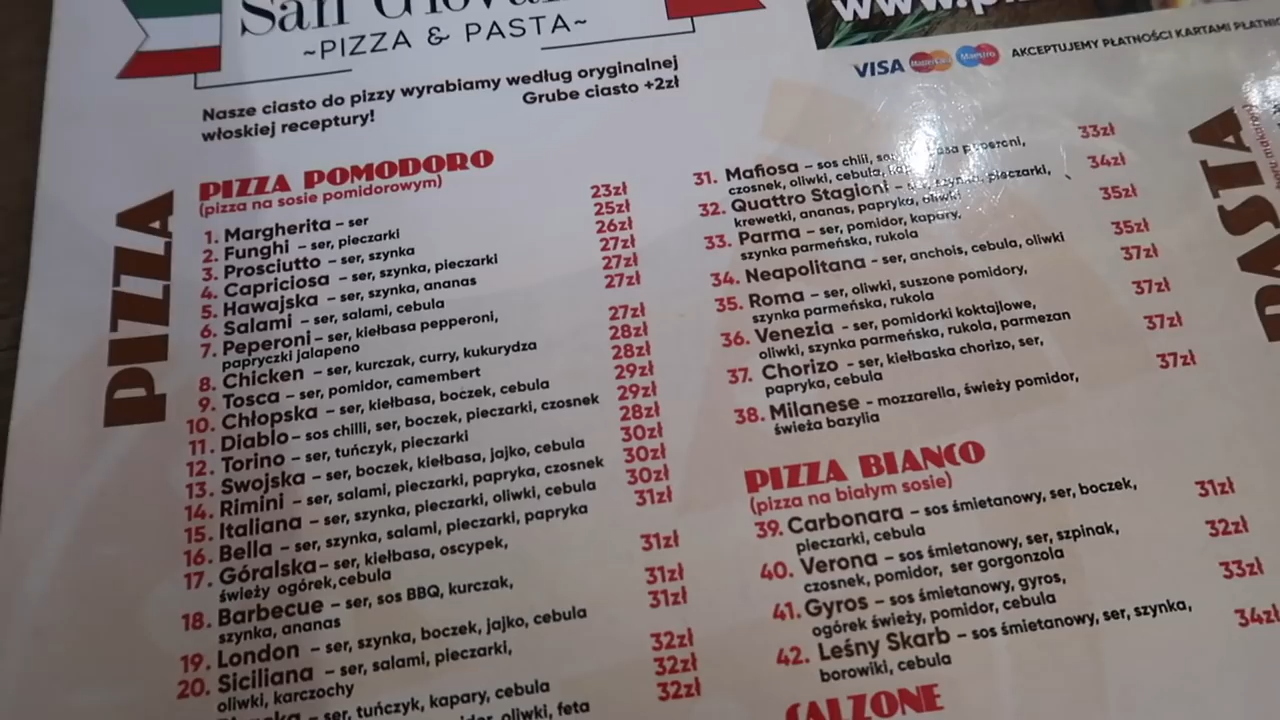 San
~PIZZA & PASTA~
Nasze ciasto do pizzy wyrabiamy według oryginalnej
włoskiej receptury!
Grube ciasto +2zł
VISA MasterCard Maestro AKCEPTUJEMY PŁATNOŚCI KARTAMI
PIZZA
PIZZA POMODORO
(pizza na sosie pomidorowym)
1. Margherita – ser 23zł
2. Funghi – ser, pieczarki 25zł
3. Prosciutto – ser, szynka 26zł
4. Capriciosa – ser, szynka, pieczarki 27zł
5. Hawajska – ser, szynka, ananas 27zł
6. Salami – ser, salami, cebula 27zł
7. Peperoni – ser, kiełbasa pepperoni, 27zł
papryczki jalapeno
8. Chicken – ser, kurczak, curry, kukurydza 28zł
9. Tosca – ser, pomidor, camembert 28zł
10. Chłopska – ser, kiełbasa, boczek, cebula 29zł
11. Diablo – sos chilli, ser, boczek, pieczarki, czosnek 29zł
12. Torino – ser, tuńczyk, pieczarki 28zł
13. Swojska – ser, boczek, kiełbasa, jajko, cebula 30zł
14. Rimini – ser, salami, pieczarki, papryka, czosnek 30zł
15. Italiana – ser, szynka, pieczarki, oliwki, cebula 30zł
16. Bella – ser, szynka, salami, pieczarki, papryka 31zł
17. Góralska – ser, kiełbasa, oscypek, 31zł
świeży ogórek, cebula
18. Barbecue – ser, sos BBQ, kurczak, 31zł
szynka, ananas
19. London – ser, szynka, boczek, jajko, cebula 31zł
20. Siciliana – ser, salami, pieczarki, 32zł
oliwki, karczochy
– ser, tuńczyk, kapary, cebula 32zł
oliwki, feta 32zł
31. Mafiosa – sos chili, peperoni, 33zł
czosnek, oliwki, cebula,
32. Quattro Stagioni – szynka, pieczarki, 34zł
krewetki, ananas, papryka, oliwki
33. Parma – ser, pomidor, kapary, 35zł
szynka parmeńska, rukola
34. Neapolitana – ser, anchois, cebula, oliwki 35zł
35. Roma – ser, oliwki, suszone pomidory, 37zł
szynka parmeńska, rukola
36. Venezia - ser, pomidorki koktajlowe, 37zł
oliwki, szynka parmeńska, rukola, parmezan
37. Chorizo - ser, kiełbaska chorizo, ser, 37zł
papryka, cebula
38. Milanese – mozzarella, świeży pomidor, 37zł
świeża bazylia
PIZZA BIANCO
(pizza na białym sosie)
39. Carbonara – sos śmietanowy, ser, boczek, 31zł
pieczarki, cebula
40. Verona – sos śmietanowy, ser, szpinak, 32zł
czosnek, pomidor, ser gorgonzola
41. Gyros – sos śmietanowy, gyros, 33zł
ogórek świeży, pomidor, cebula
42. Leśny Skarb – sos śmietanowy, ser, szynka, 34zł
borowiki, cebula
CALZONE
PASTA